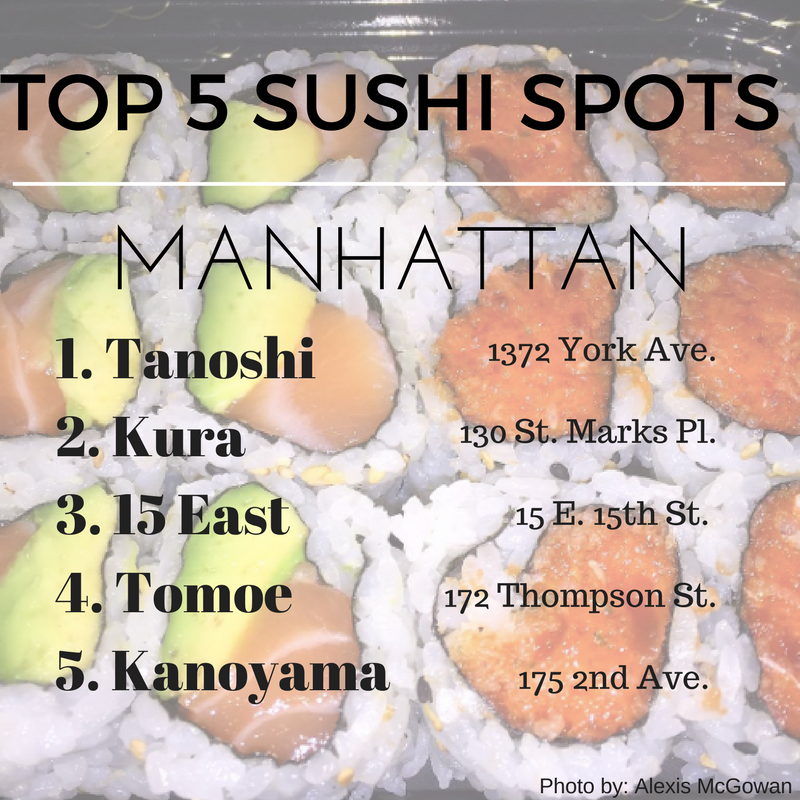 TOP 5 SUSHI SPOTS
MANHATTAN
1. Tanoshi 1372 York Ave.
2. Kura 130 St. Marks Pl.
3. 15 East 15 E. 15th St.
4. Tomoe 172 Thompson St.
5. Kanoyama 175 2nd Ave.
Photo by: Alexis McGowan